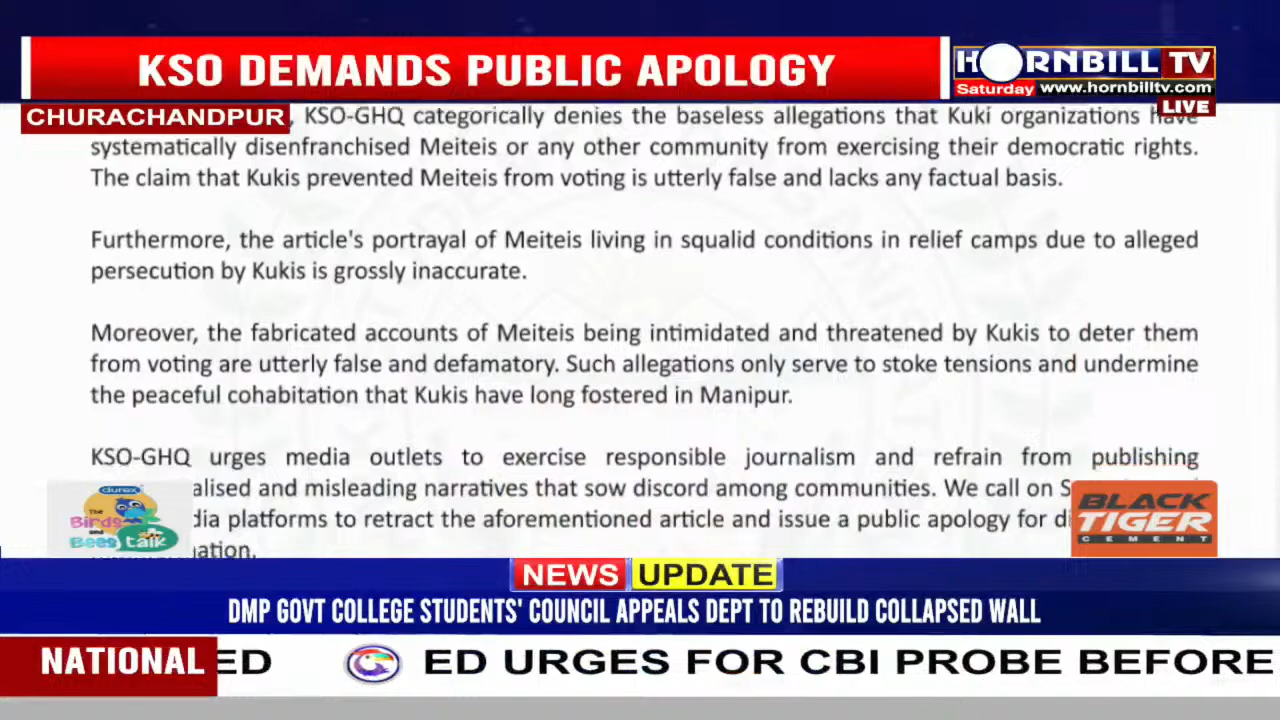 KSO DEMANDS PUBLIC APOLOGY
HORNBILL TV
Saturday www.hornbilltv.com
LIVE
CHURACHANDPUR
, KSO-GHQ categorically denies the baseless allegations that Kuki organizations have
systematically disenfranchised Meiteis or any other community from exercising their democratic rights.
The claim that Kukis prevented Meiteis from voting is utterly false and lacks any factual basis.
Furthermore, the article's portrayal of Meiteis living in squalid conditions in relief camps due to alleged
persecution by Kukis is grossly inaccurate.
Moreover, the fabricated accounts of Meiteis being intimidated and threatened by Kukis to deter them
from voting are utterly false and defamatory. Such allegations only serve to stoke tensions and undermine
the peaceful cohabitation that Kukis have long fostered in Manipur.
KSO-GHQ urges media outlets to exercise responsible journalism and refrain from publishing
alised and misleading narratives that sow discord among communities. We call on S
dia platforms to retract the aforementioned article and issue a public apology for di
ation.
durex
The Birds and Bees talk
BLACK
TIGER
CEMENT
NEWS UPDATE
DMP GOVT COLLEGE STUDENTS' COUNCIL APPEALS DEPT TO REBUILD COLLAPSED WALL
NATIONAL ED ED URGES FOR CBI PROBE BEFORE